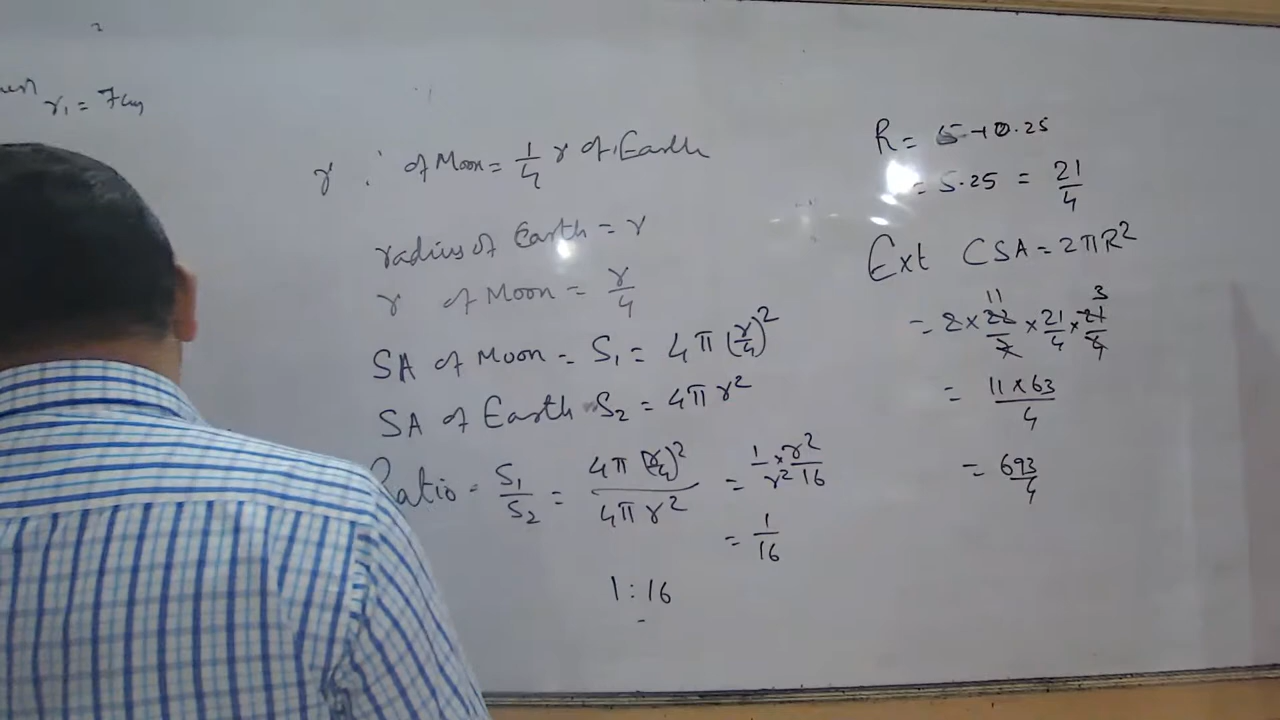 r₁ = 7cm
r of Moon = 1/4 r of Earth
radius of Earth = r
r of Moon = r/4
SA of Moon = S₁ = 4π(r/4)²
SA of Earth S₂ = 4πr²
Ratio = S₁/S₂ = 4π(r/4)²/4πr² = 1/r² × r²/16
= 1/16
1:16
R = 5+0.25
= 5.25 = 21/4
Ext CSA = 2πR²
= 2 × 22/7 × 21/4 × 21/4 11 3
= 11 × 63/4
= 693/4